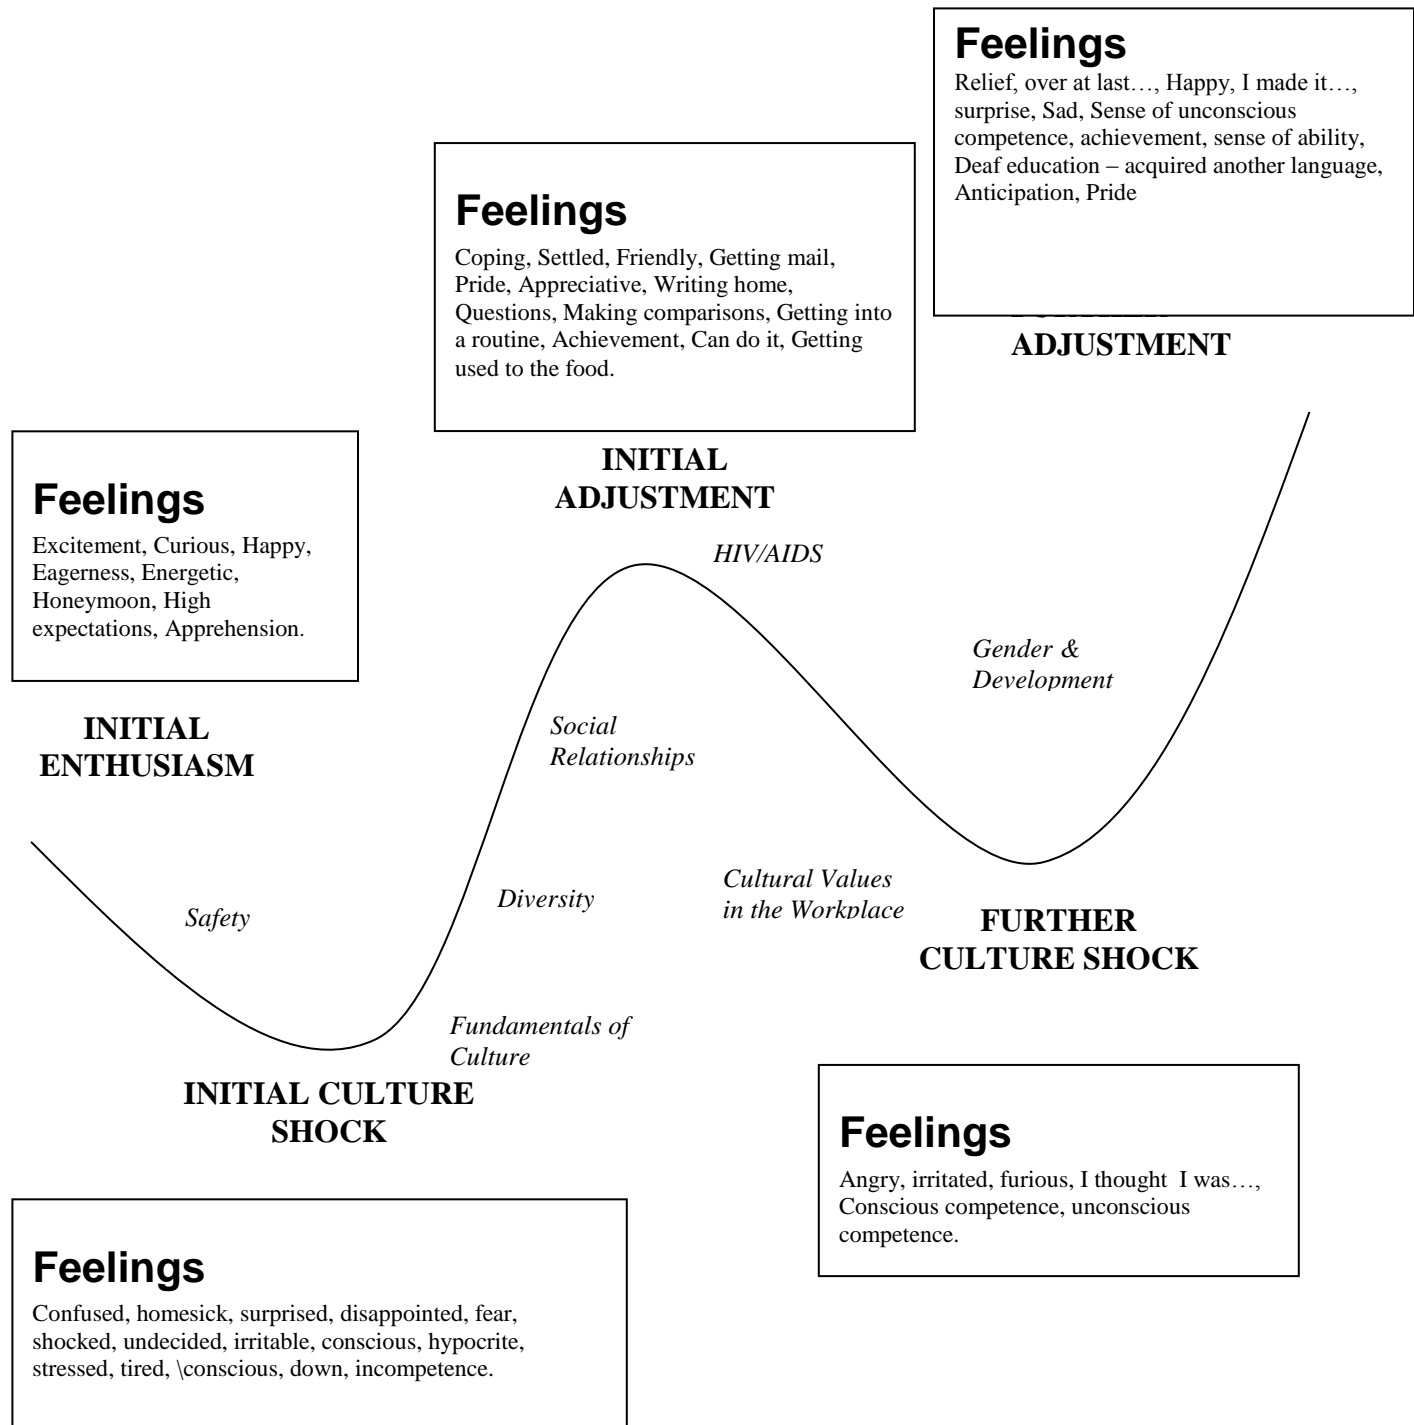 Feelings
Relief, over at last…, Happy, I made it…,
surprise, Sad, Sense of unconscious
competence, achievement, sense of ability,
Deaf education – acquired another language,
Anticipation, Pride
ADJUSTMENT
Feelings
Coping, Settled, Friendly, Getting mail,
Pride, Appreciative, Writing home,
Questions, Making comparisons, Getting into
a routine, Achievement, Can do it, Getting
used to the food.
INITIAL
ADJUSTMENT
Feelings
Excitement, Curious, Happy,
Eagerness, Energetic,
Honeymoon, High
expectations, Apprehension.
INITIAL
ENTHUSIASM
HIV/AIDS
Gender &
Development
Social
Relationships
Safety
Diversity
Cultural Values
in the Workplace
FURTHER
CULTURE SHOCK
Fundamentals of
Culture
INITIAL CULTURE
SHOCK
Feelings
Angry, irritated, furious, I thought  I was…,
Conscious competence, unconscious
competence.
Feelings
Confused, homesick, surprised, disappointed, fear,
shocked, undecided, irritable, conscious, hypocrite,
stressed, tired, \conscious, down, incompetence.